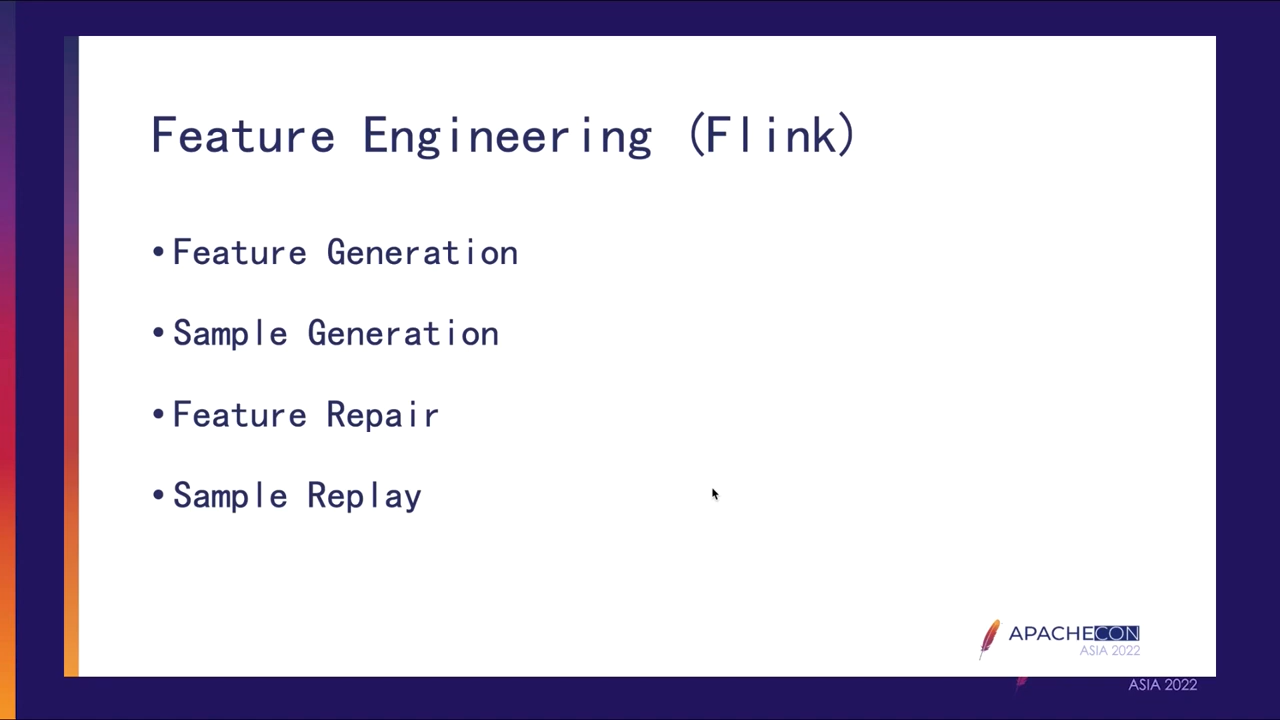 Feature Engineering (Flink)
•Feature Generation
•Sample Generation
•Feature Repair
•Sample Replay
APACHECON
ASIA 2022
ASIA 2022